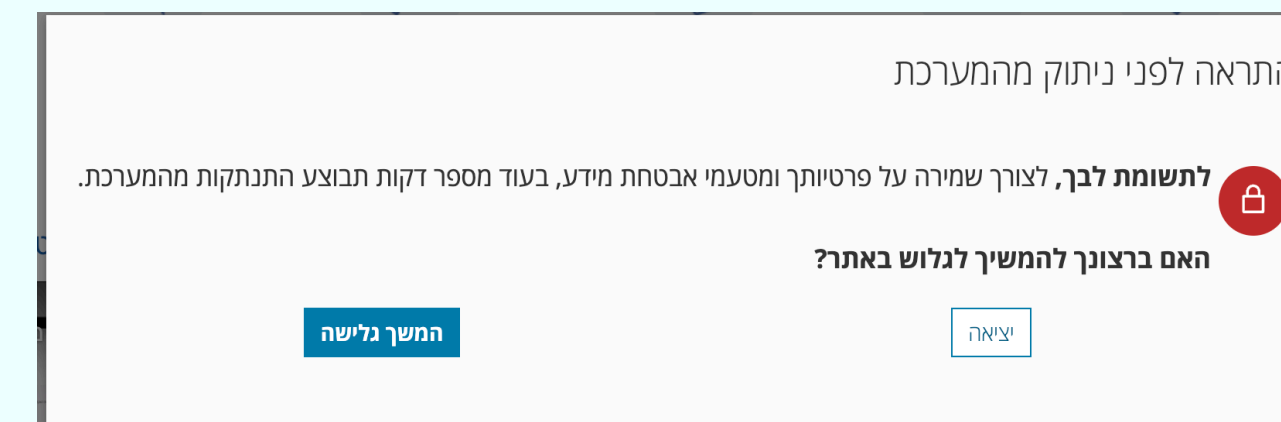 התראה לפני ניתוק מהמערכת
לתשומת לבך, לצורך שמירה על פרטיותך ומטעמי אבטחת מידע, בעוד מספר דקות תבוצע התנתקות מהמערכת.
האם ברצונך להמשיך לגלוש באתר?
יציאה
המשך גלישה